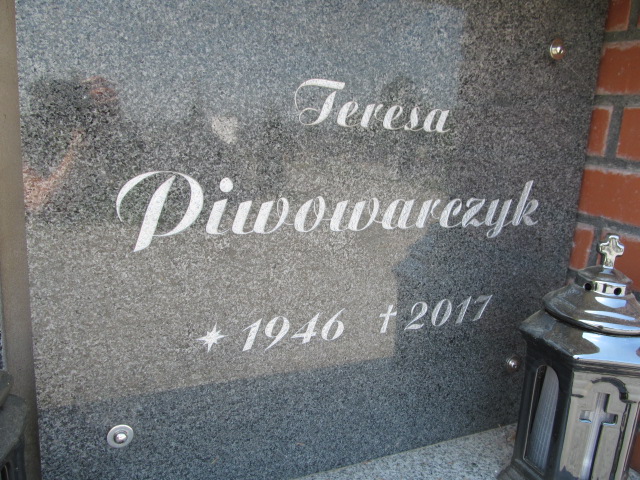 Teresa
Piwowarczyk
* 1946 † 2017